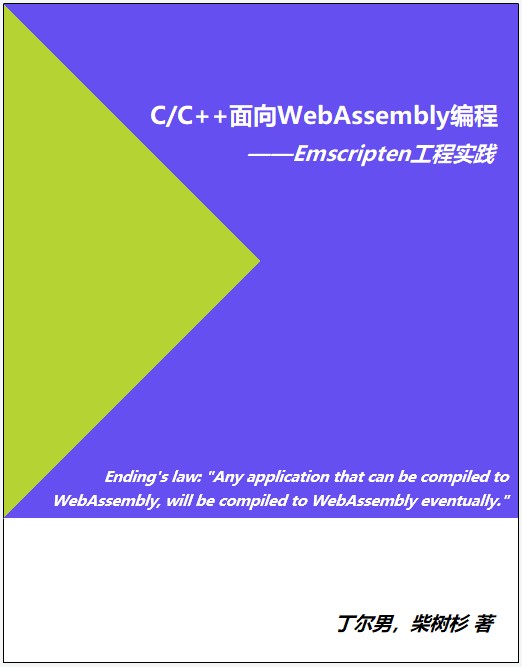 C/C++面向WebAssembly编程
——Emscripten工程实践
Ending's law: "Any application that can be compiled to
WebAssembly, will be compiled to WebAssembly eventually."
丁尔男，柴树杉 著